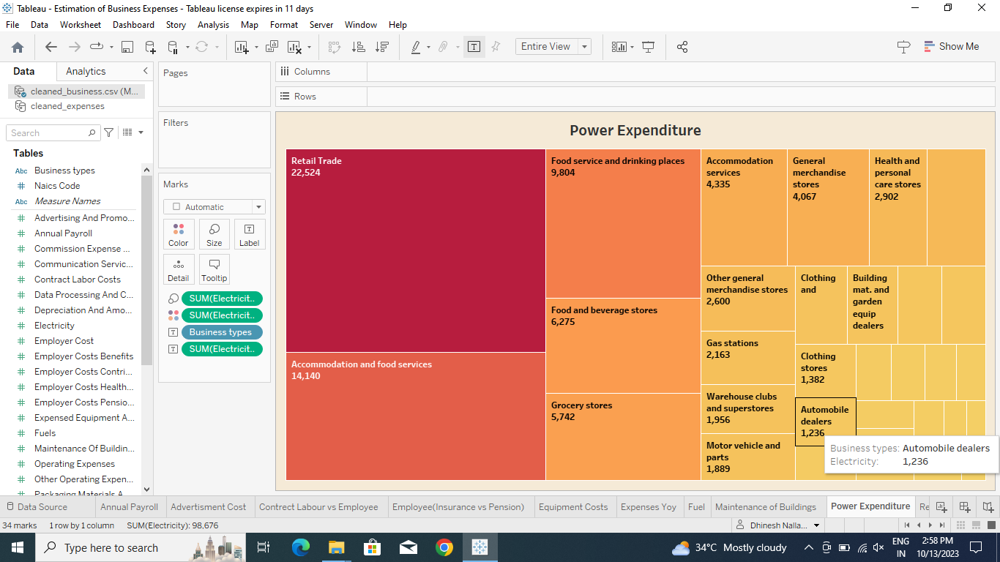 Tableau - Estimation of Business Expenses - Tableau license expires in 11 days
File Data Worksheet Dashboard Story Analysis Map Format Server Window Help
Entire View
Show Me
Data Analytics
cleaned_business.csv (M...
cleaned_expenses
Search
Tables
Abc Business types
# Naics Code
Abc Measure Names
# Advertising And Promo...
# Annual Payroll
# Commission Expense ...
# Communication Servic...
# Contract Labor Costs
# Data Processing And C...
# Depreciation And Amo...
# Electricity
# Employer Cost
# Employer Costs Benefits
# Employer Costs Contri...
# Employer Costs Health...
# Employer Costs Pensio...
# Expensed Equipment A...
# Fuels
# Maintenance Of Buildin...
# Operating Expenses
# Other Operating Expen...
# Packaging Materials A
Pages
Filters
Marks
Automatic
Color Size Label
Detail Tooltip
SUM(Electricit..
SUM(Electricit..
Business types
SUM(Electricit..
Columns
Rows
Power Expenditure
Retail Trade
22,524
Accommodation and food services
14,140
Food service and drinking places
9,804
Food and beverage stores
6,275
Grocery stores
5,742
Accommodation
services
4,335
General
merchandise
stores
4,067
Health and
personal
care stores
2,902
Other general
merchandise stores
2,600
Gas stations
2,163
Warehouse clubs
and superstores
1,956
Motor vehicle and
parts
1,889
Clothing
and
Building
mat. and
garden
equip
dealers
Clothing
stores
1,382
Automobile
dealers
1,236
Business types: Automobile dealers
Electricity: 1,236
Data Source Annual Payroll Advertisment Cost Contrect Labour vs Employee Employee(Insurance vs Pension) Equipment Costs Expenses Yoy Fuel Maintenance of Buildings Power Expenditure Re
34 marks 1 row by 1 column SUM(Electricity): 98,676
Dhinesh Nalla...
Type here to search
34°C Mostly cloudy
ENG
IN
2:58 PM
10/13/2023